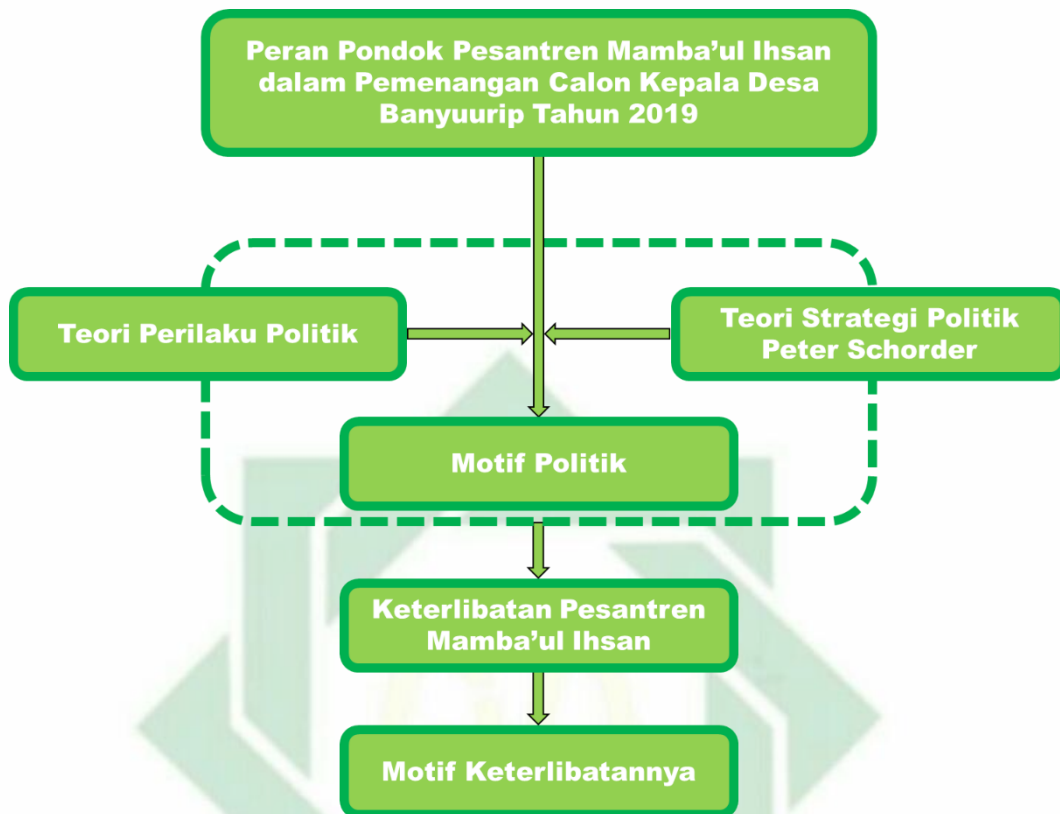 Peran Pondok Pesantren Mamba’ul Ihsan
dalam Pemenangan Calon Kepala Desa
Banyuurip Tahun 2019
Teori Perilaku Politik
Teori Strategi Politik
Peter Schorder
Motif Politik
Keterlibatan Pesantren
Mamba’ul Ihsan
Motif Keterlibatannya